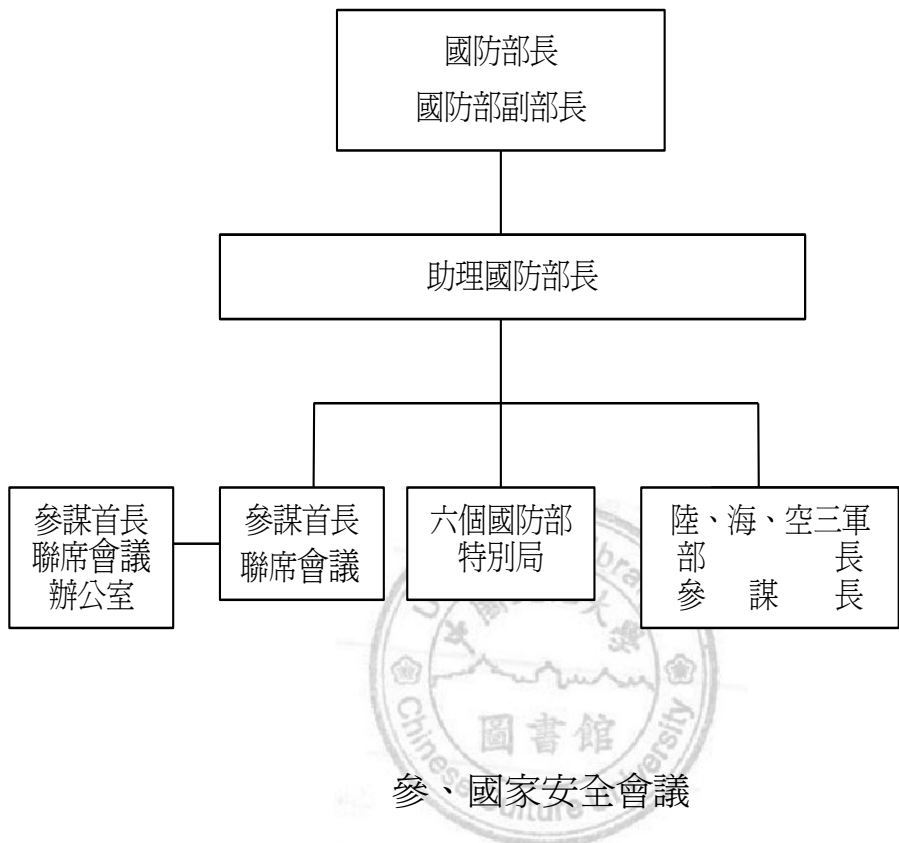 國防部長
國防部副部長
助理國防部長
參謀首長
聯席會議
辦公室
參謀首長
聯席會議
六個國防部
特別局
陸、海、空三軍
部長
參謀長
圖書館
Chinese Culture University
參、國家安全會議